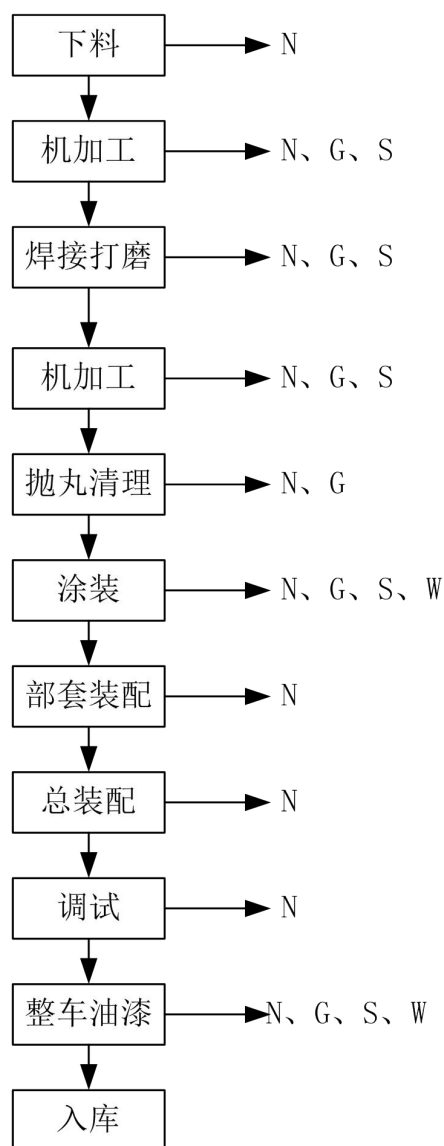 下料 N
机加工 N、G、S
焊接打磨 N、G、S
机加工 N、G、S
抛丸清理 N、G
涂装 N、G、S、W
部套装配 N
总装配 N
调试 N
整车油漆 N、G、S、W
入库